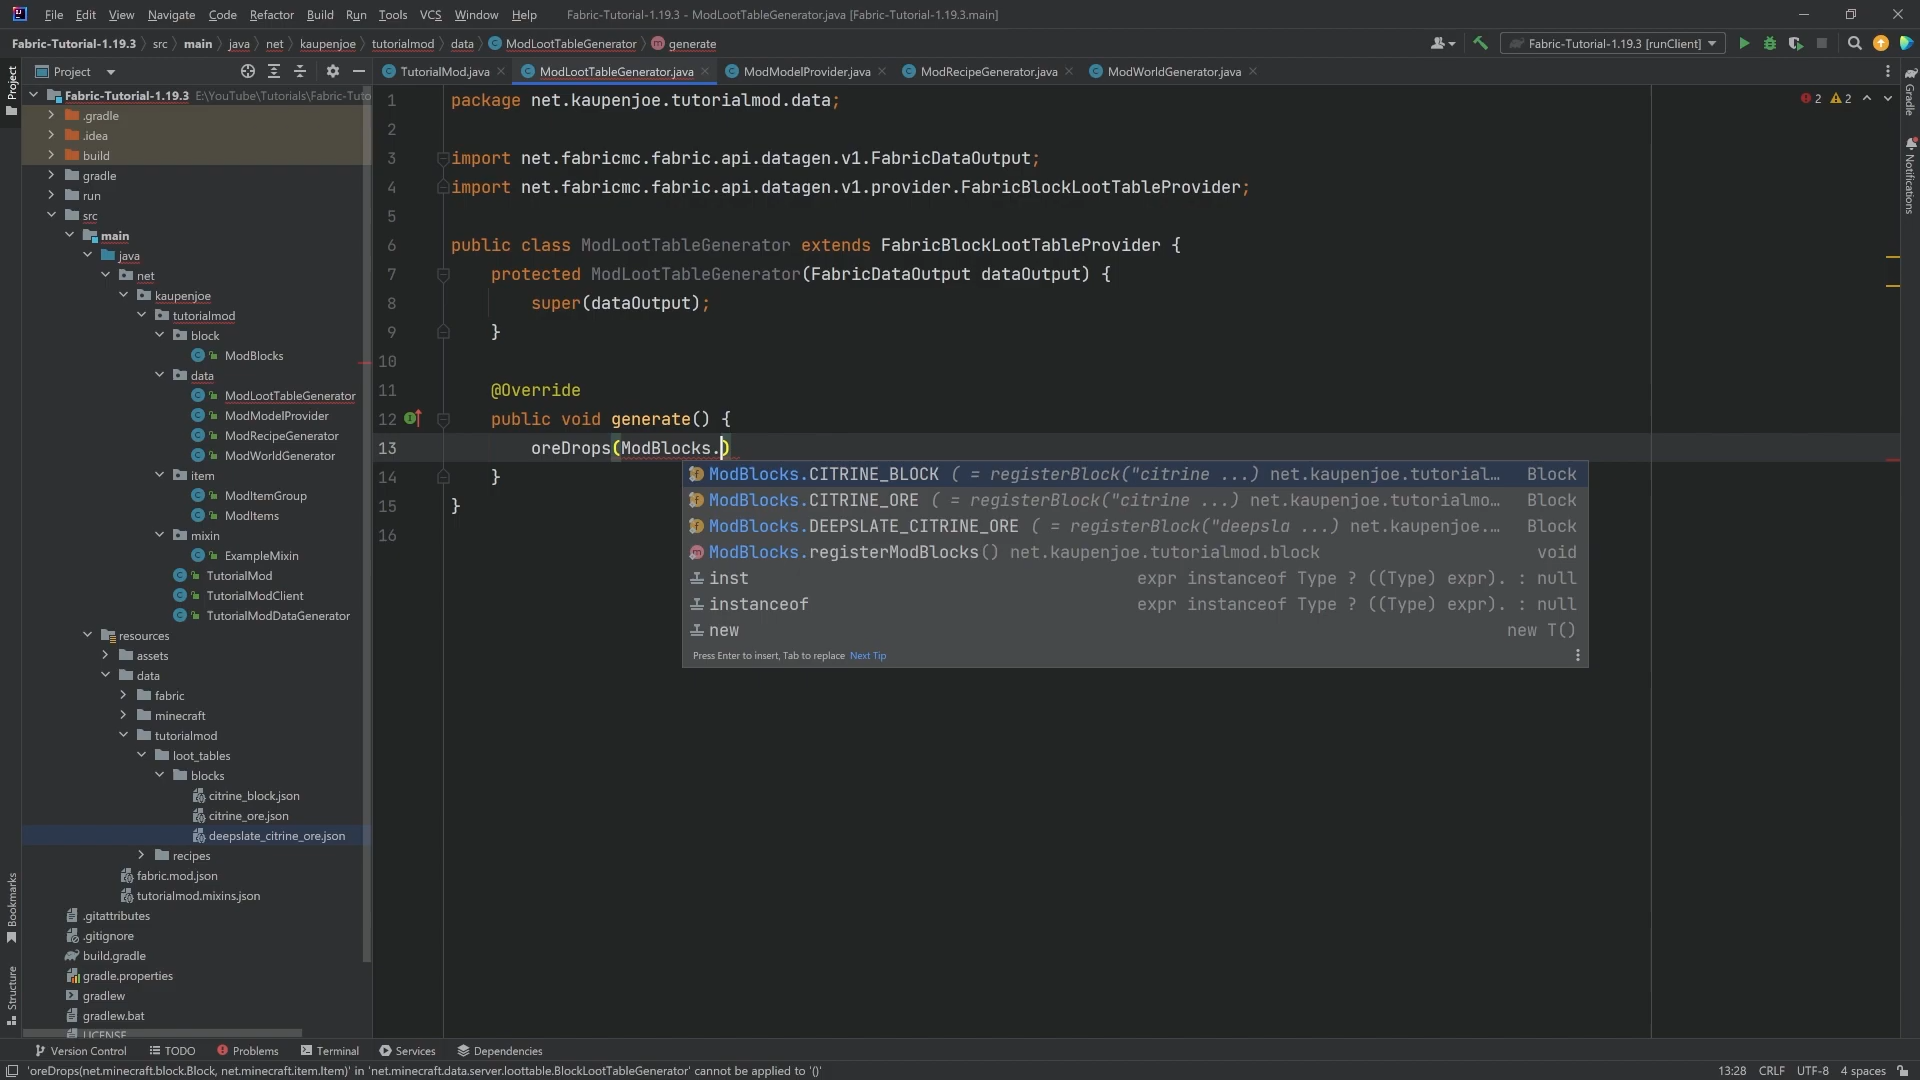 File Edit View Navigate Code Refactor Build Run Tools VCS Window Help Fabric-Tutorial-1.19.3 - ModLootTableGenerator.java [Fabric-Tutorial-1.19.3.main]
Fabric-Tutorial-1.19.3 src main java net kaupenjoe tutorialmod data ModLootTableGenerator generate Fabric-Tutorial-1.19.3 [runClient]
Project
TutorialMod.java ModLootTableGenerator.java ModModelProvider.java ModRecipeGenerator.java ModWorldGenerator.java
Project
Bookmarks
Structure
Fabric-Tutorial-1.19.3 E:\YouTube\Tutorials\Fabric-Tuto
.gradle
.idea
build
gradle
run
src
main
java
net
kaupenjoe
tutorialmod
block
ModBlocks
data
ModLootTableGenerator
ModModelProvider
ModRecipeGenerator
ModWorldGenerator
item
ModItemGroup
ModItems
mixin
ExampleMixin
TutorialMod
TutorialModClient
TutorialModDataGenerator
resources
assets
data
fabric
minecraft
tutorialmod
loot_tables
blocks
citrine_block.json
citrine_ore.json
deepslate_citrine_ore.json
recipes
fabric.mod.json
tutorialmod.mixins.json
.gitattributes
.gitignore
build.gradle
gradle.properties
gradlew
gradlew.bat
LICENSE
2 2
1 package net.kaupenjoe.tutorialmod.data;
2
3 import net.fabricmc.fabric.api.datagen.v1.FabricDataOutput;
4 import net.fabricmc.fabric.api.datagen.v1.provider.FabricBlockLootTableProvider;
5
6 public class ModLootTableGenerator extends FabricBlockLootTableProvider {
7 protected ModLootTableGenerator(FabricDataOutput dataOutput) {
8 super(dataOutput);
9 }
10
11 @Override
12 public void generate() {
13 oreDrops(ModBlocks.)
14 }
15 }
16
ModBlocks.CITRINE_BLOCK ( = registerBlock("citrine ...) net.kaupenjoe.tutorial... Block
ModBlocks.CITRINE_ORE ( = registerBlock("citrine ...) net.kaupenjoe.tutorialmo... Block
ModBlocks.DEEPSLATE_CITRINE_ORE ( = registerBlock("deepsla ...) net.kaupenjoe.... Block
ModBlocks.registerModBlocks() net.kaupenjoe.tutorialmod.block void
inst expr instanceof Type ? ((Type) expr). : null
instanceof expr instanceof Type ? ((Type) expr). : null
new new T()
Press Enter to insert, Tab to replace Next Tip
Gradle
Notifications
Version Control TODO Problems Terminal Services Dependencies
'oreDrops(net.minecraft.block.Block, net.minecraft.item.Item)' in 'net.minecraft.data.server.loottable.BlockLootTableGenerator' cannot be applied to '()' 13:28 CRLF UTF-8 4 spaces